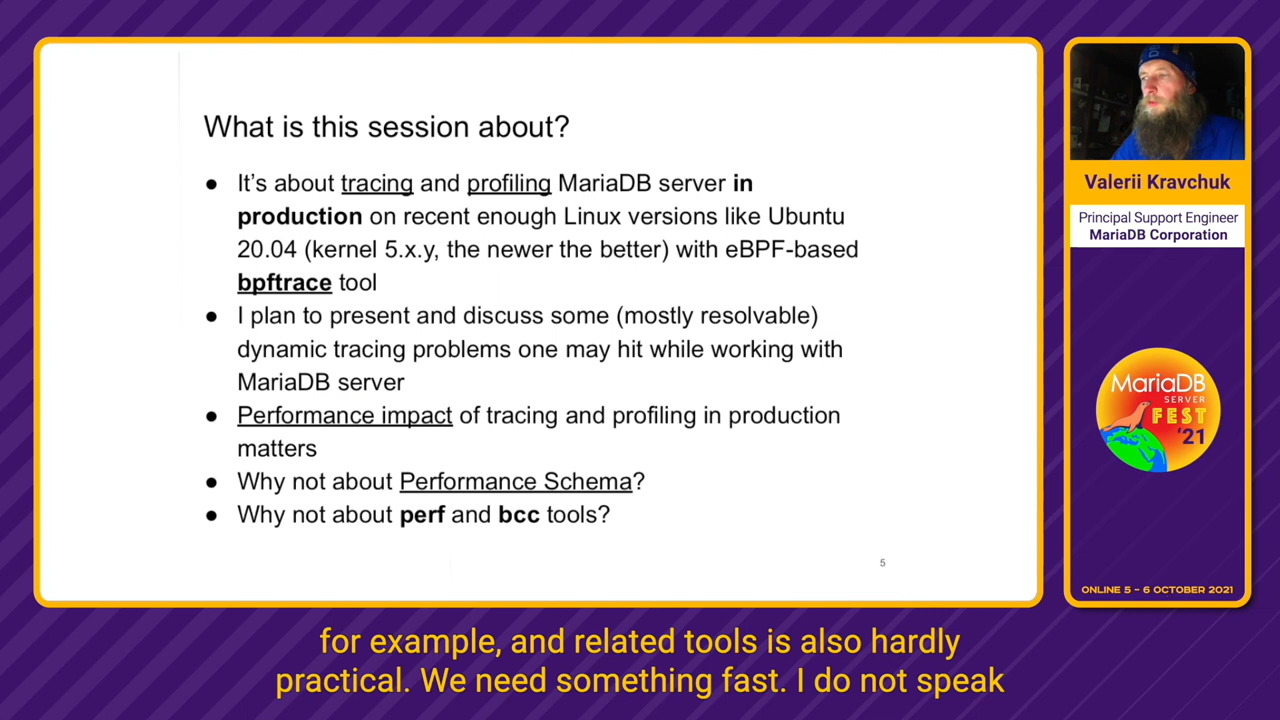 What is this session about?
● It's about tracing and profiling MariaDB server in
production on recent enough Linux versions like Ubuntu
20.04 (kernel 5.x.y, the newer the better) with eBPF-based
bpftrace tool
● I plan to present and discuss some (mostly resolvable)
dynamic tracing problems one may hit while working with
MariaDB server
● Performance impact of tracing and profiling in production
matters
● Why not about Performance Schema?
● Why not about perf and bcc tools?
5
Valerii Kravchuk
Principal Support Engineer
MariaDB Corporation
MariaDB
SERVER
FEST
'21
ONLINE 5 – 6 OCTOBER 2021
for example, and related tools is also hardly
practical. We need something fast. I do not speak